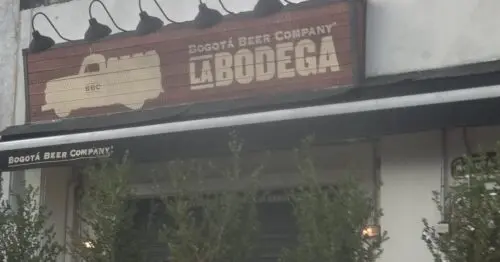 BOGOTÁ BEER COMPANY
LA BODEGA
BBC
BOGOTÁ BEER COMPANY